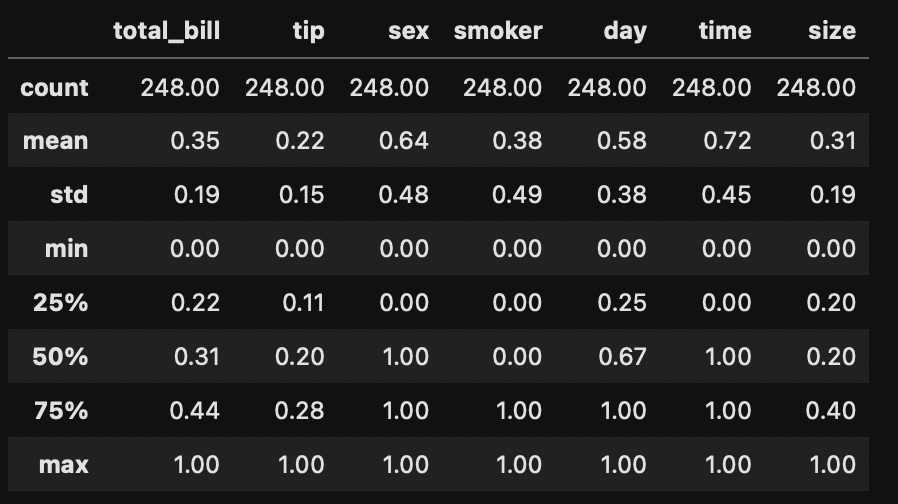 total_bill tip sex smoker day time size
count 248.00 248.00 248.00 248.00 248.00 248.00 248.00
mean 0.35 0.22 0.64 0.38 0.58 0.72 0.31
std 0.19 0.15 0.48 0.49 0.38 0.45 0.19
min 0.00 0.00 0.00 0.00 0.00 0.00 0.00
25% 0.22 0.11 0.00 0.00 0.25 0.00 0.20
50% 0.31 0.20 1.00 0.00 0.67 1.00 0.20
75% 0.44 0.28 1.00 1.00 1.00 1.00 0.40
max 1.00 1.00 1.00 1.00 1.00 1.00 1.00